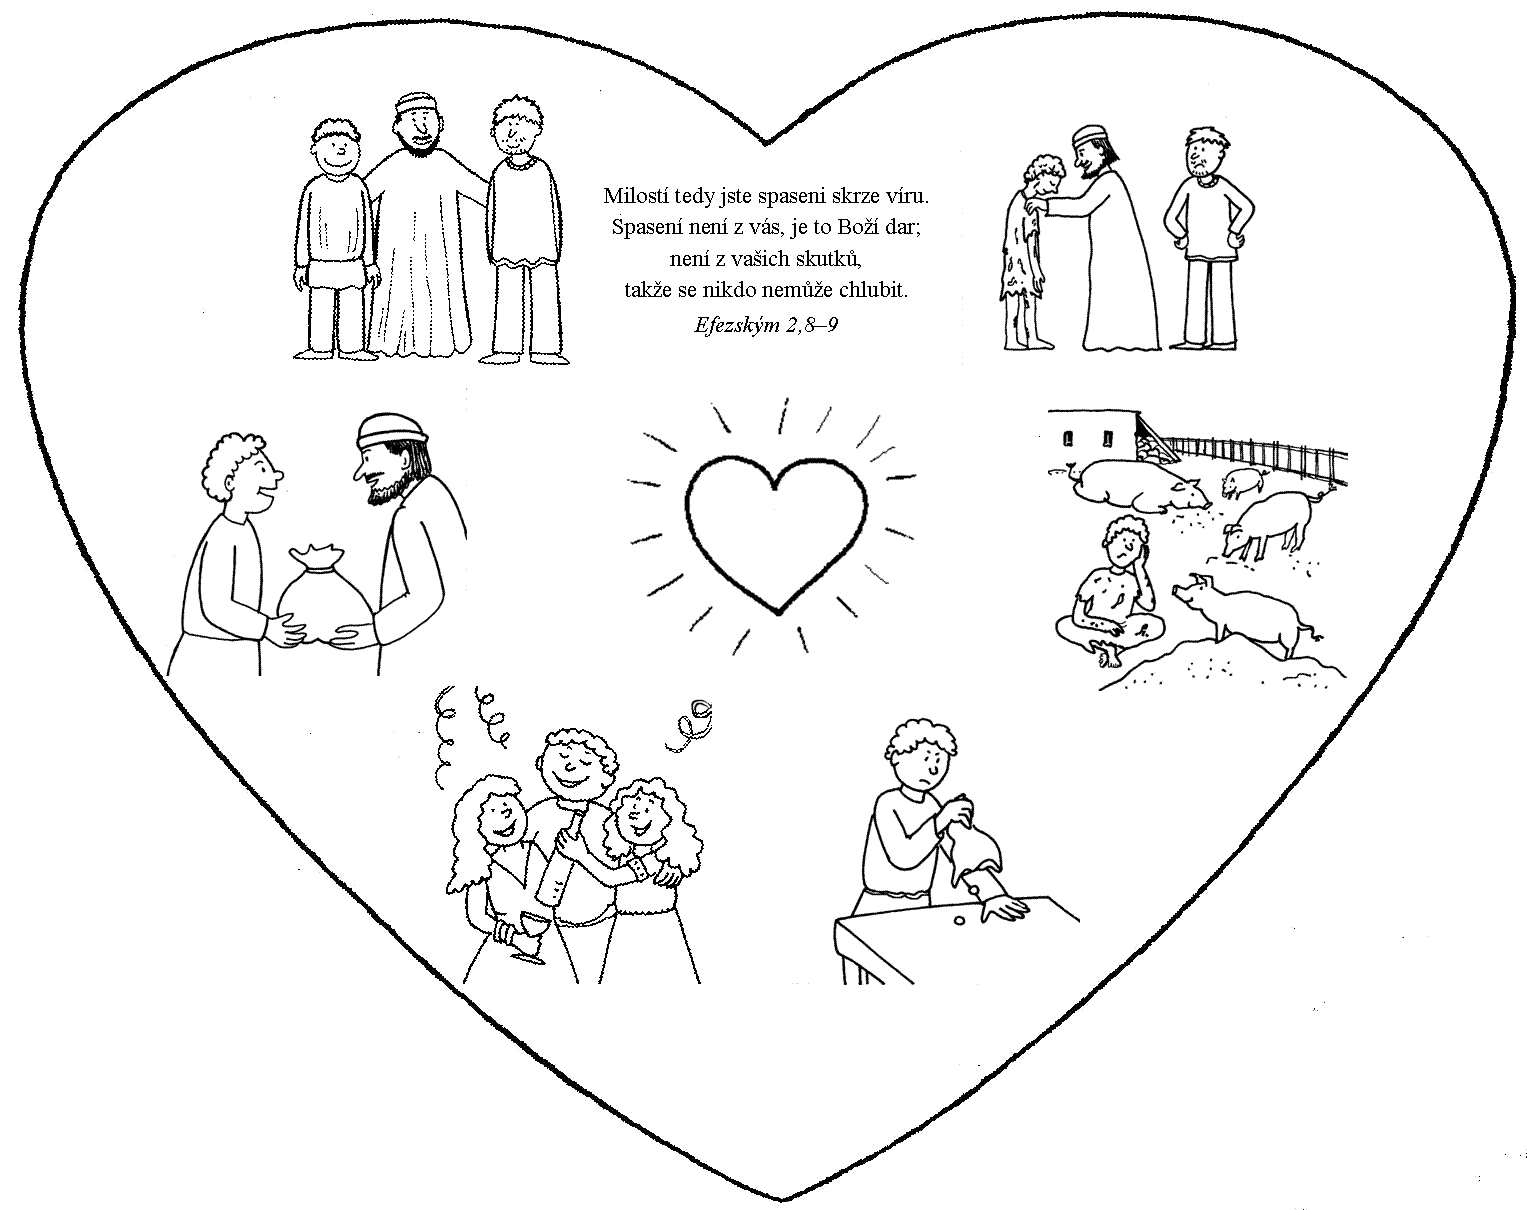 Milostí tedy jste spaseni skrze víru.
Spasení není z vás, je to Boží dar;
není z vašich skutků,
takže se nikdo nemůže chlubit.
Efezským 2,8–9